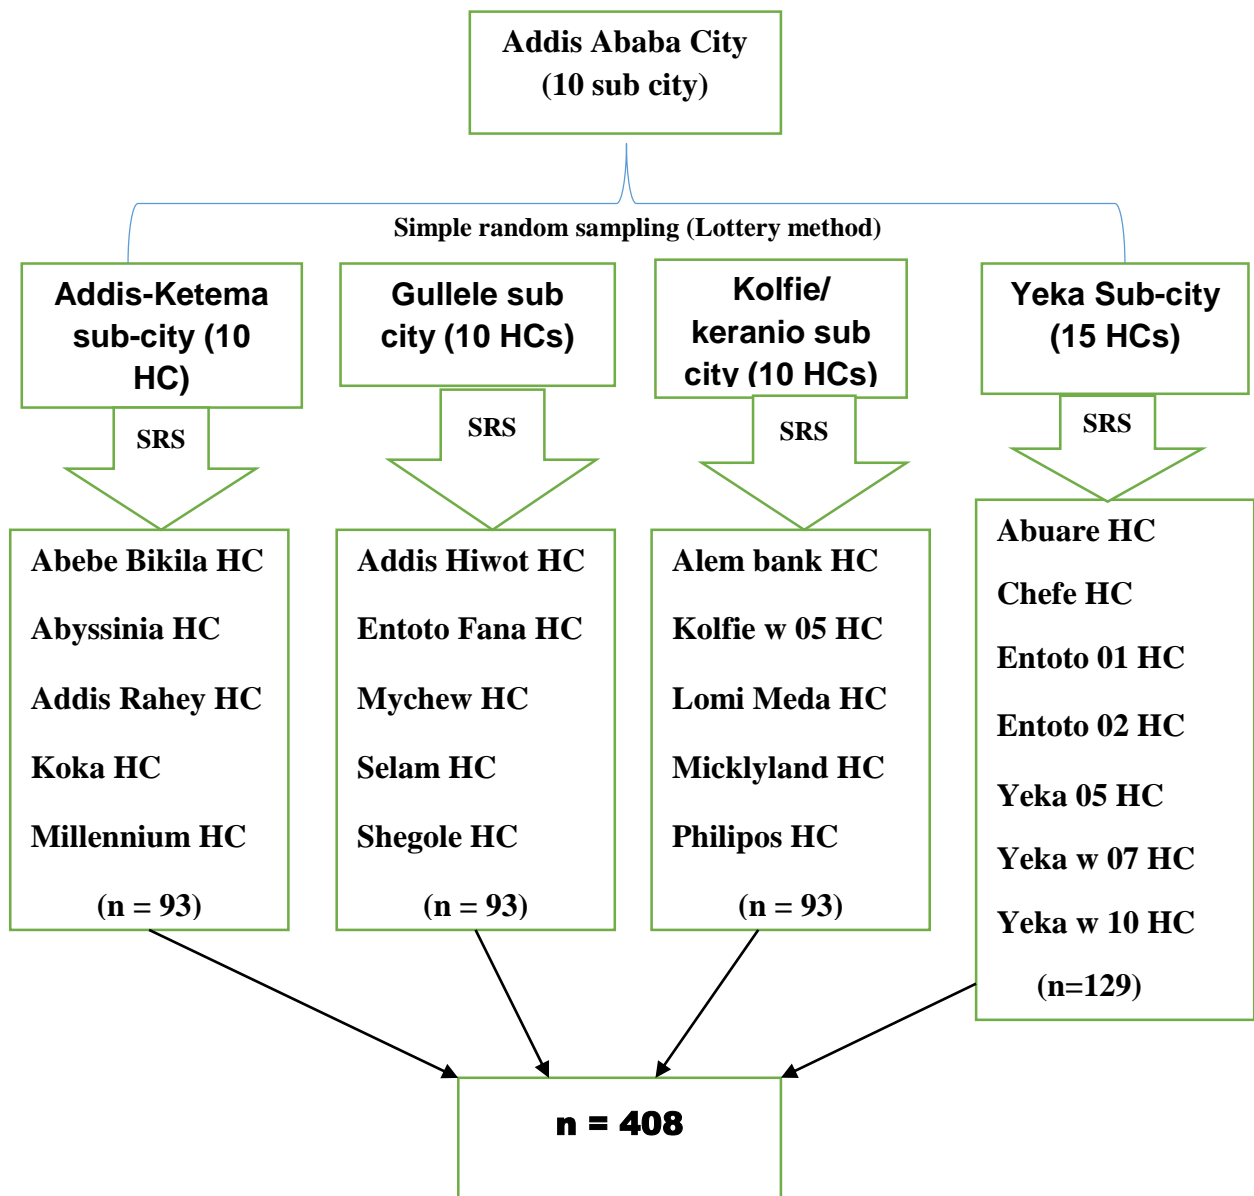 Addis Ababa City
(10 sub city)
Simple random sampling (Lottery method)
Addis-Ketema
sub-city (10
HC)
Gullele sub
city (10 HCs)
Kolfie/
keranio sub
city (10 HCs)
Yeka Sub-city
(15 HCs)
SRS
SRS
SRS
SRS
Abebe Bikila HC
Abyssinia HC
Addis Rahey HC
Koka HC
Millennium HC
(n = 93)
Addis Hiwot HC
Entoto Fana HC
Mychew HC
Selam HC
Shegole HC
(n = 93)
Alem bank HC
Kolfie w 05 HC
Lomi Meda HC
Micklyland HC
Philipos HC
(n = 93)
Abuare HC
Chefe HC
Entoto 01 HC
Entoto 02 HC
Yeka 05 HC
Yeka w 07 HC
Yeka w 10 HC
(n=129)
n = 408